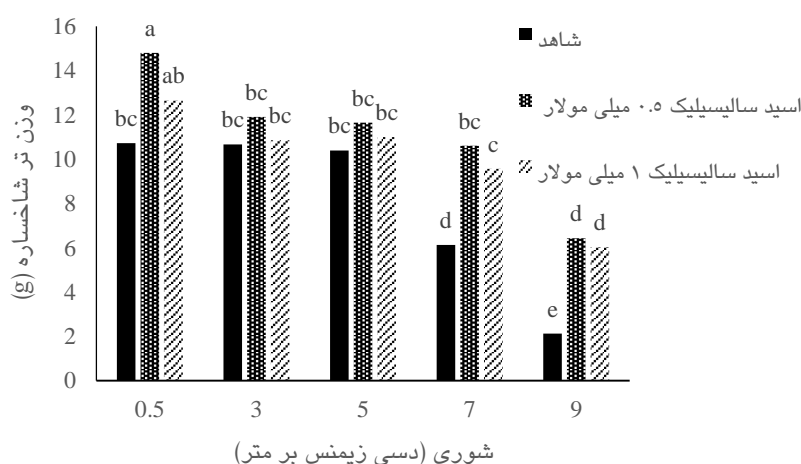 شاهد
اسید سالیسیلیک ۰.۵ میلی مولار
اسید سالیسیلیک ۱ میلی مولار
وزن تر شاخساره (g)
16
14
12
10
8
6
4
2
0
bc a ab
bc bc bc
bc bc bc
d bc c
e d d
0.5 3 5 7 9
شوری (دسی زیمنس بر متر)